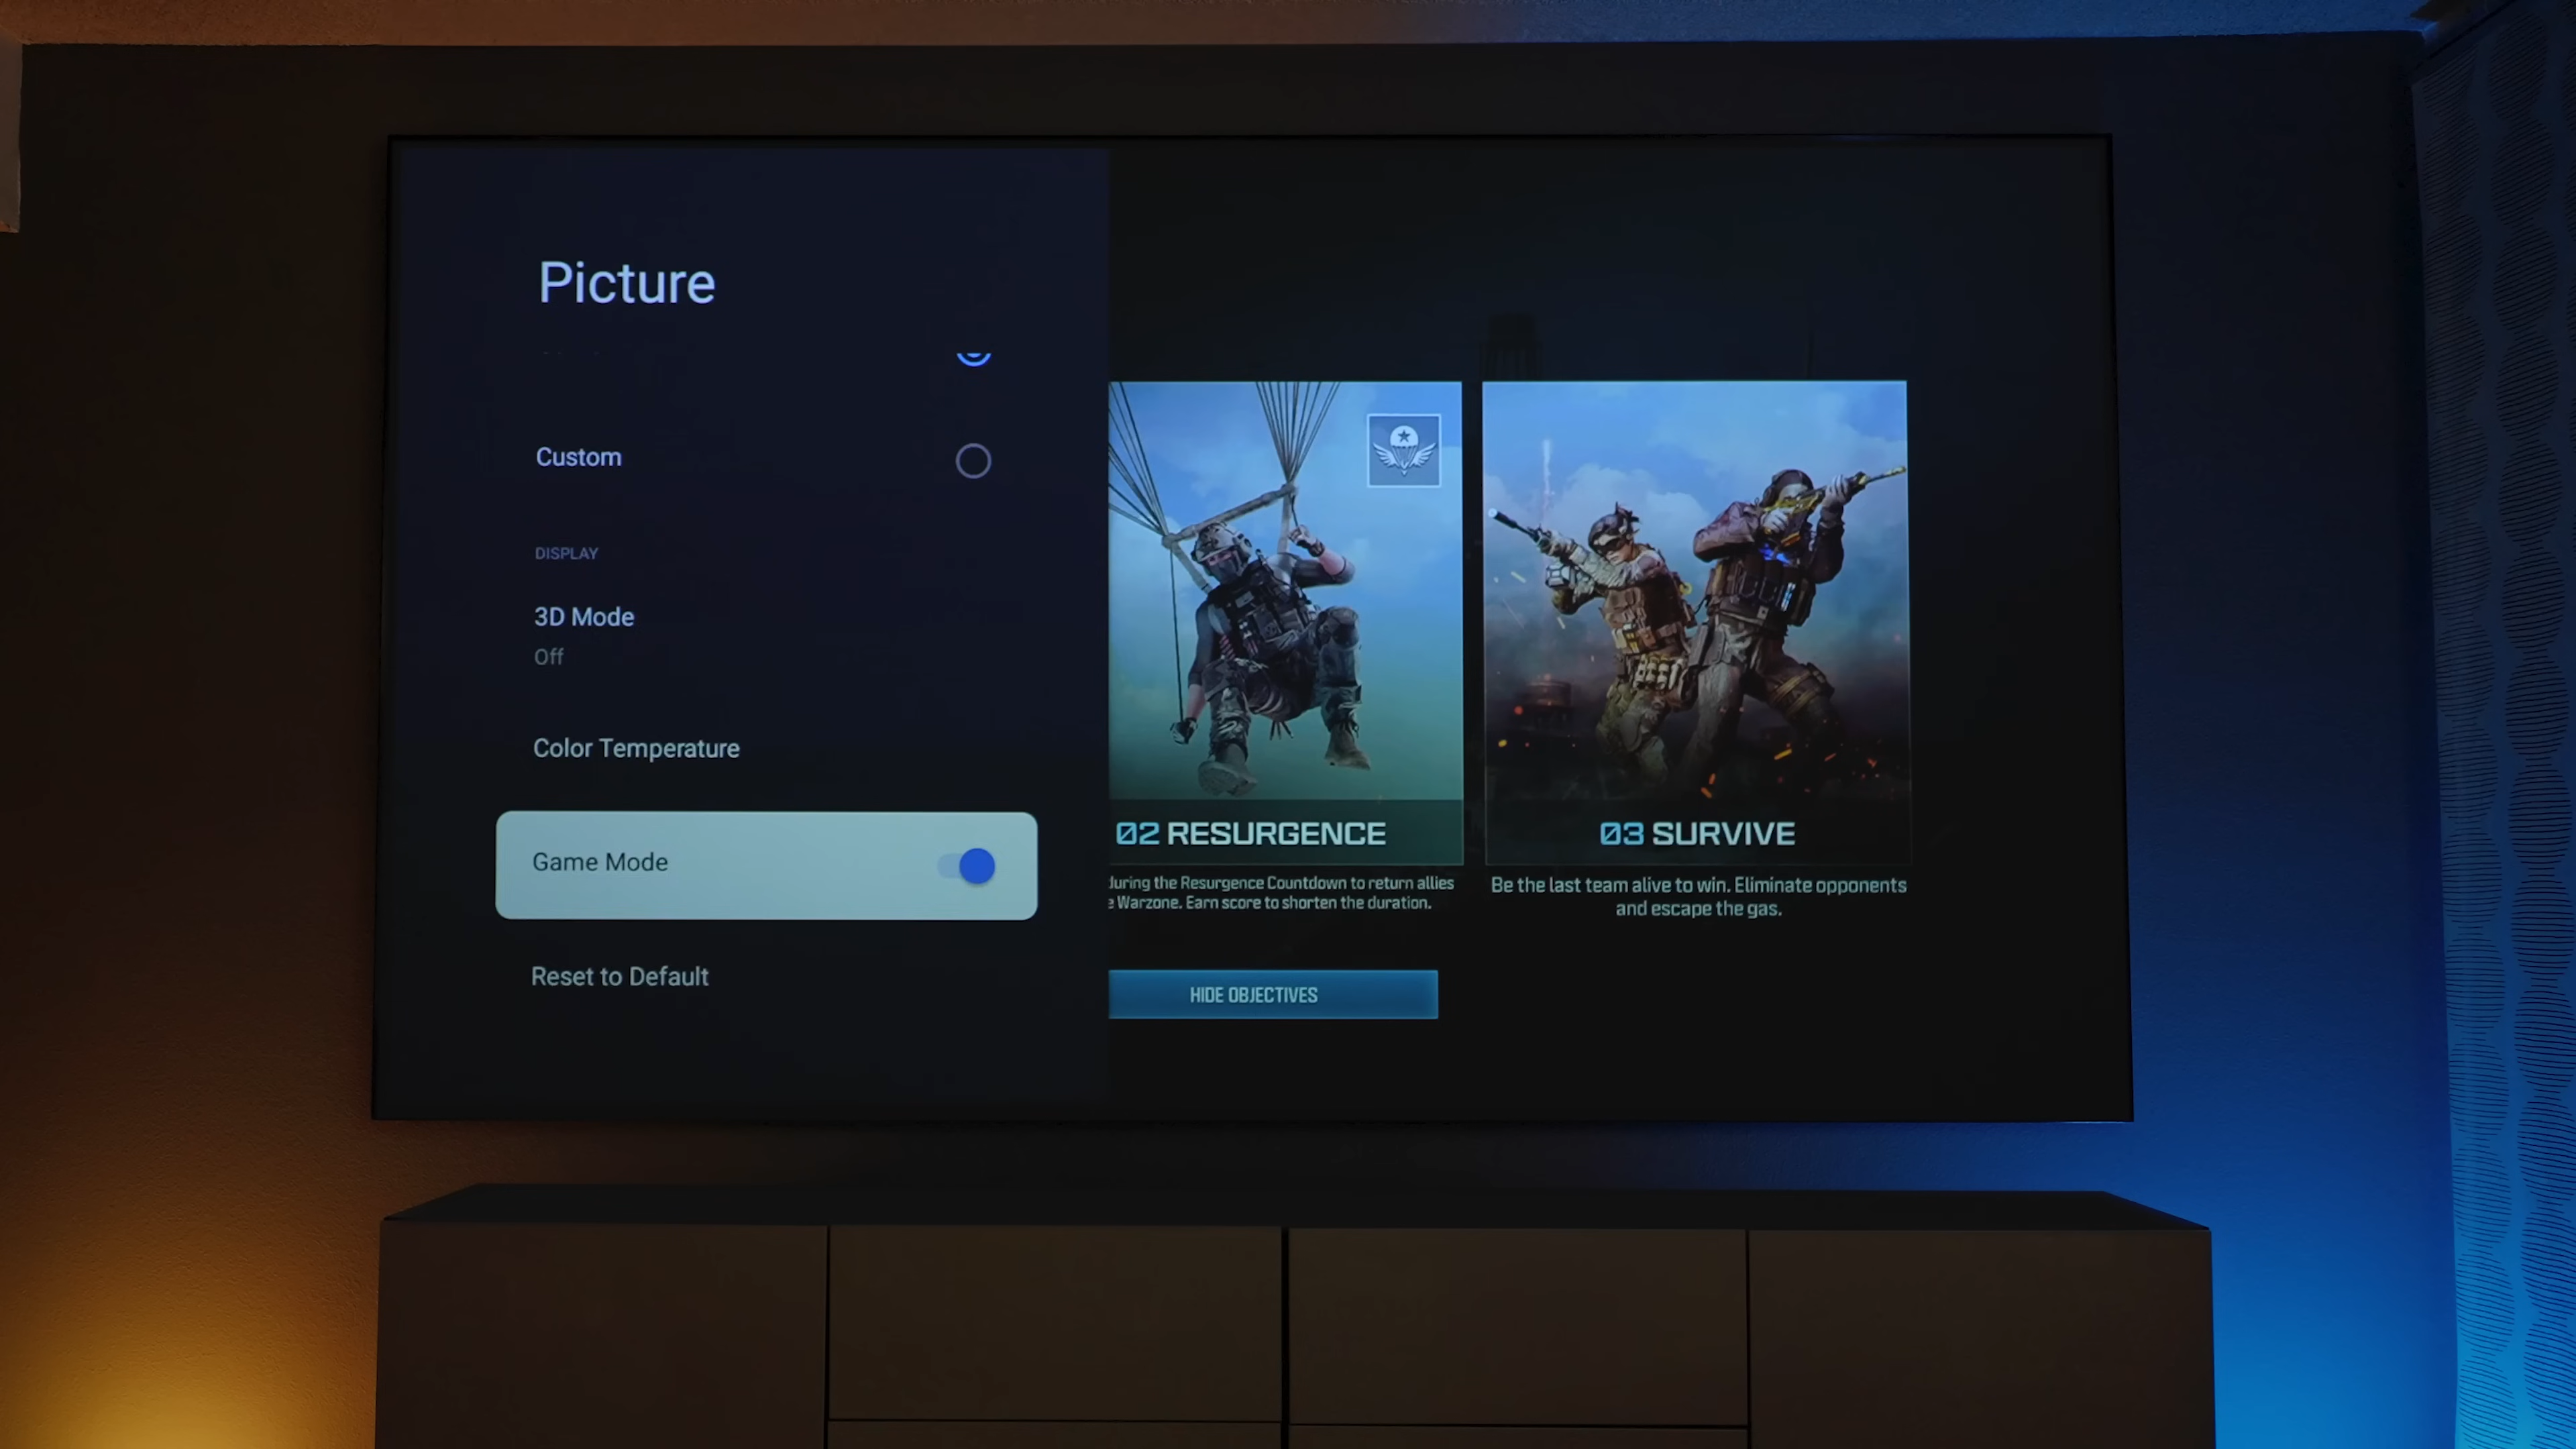 Picture
Custom
DISPLAY
3D Mode
Off
Color Temperature
Game Mode
Reset to Default
02 RESURGENCE
during the Resurgence Countdown to return allies
e Warzone. Earn score to shorten the duration.
03 SURVIVE
Be the last team alive to win. Eliminate opponents
and escape the gas.
HIDE OBJECTIVES